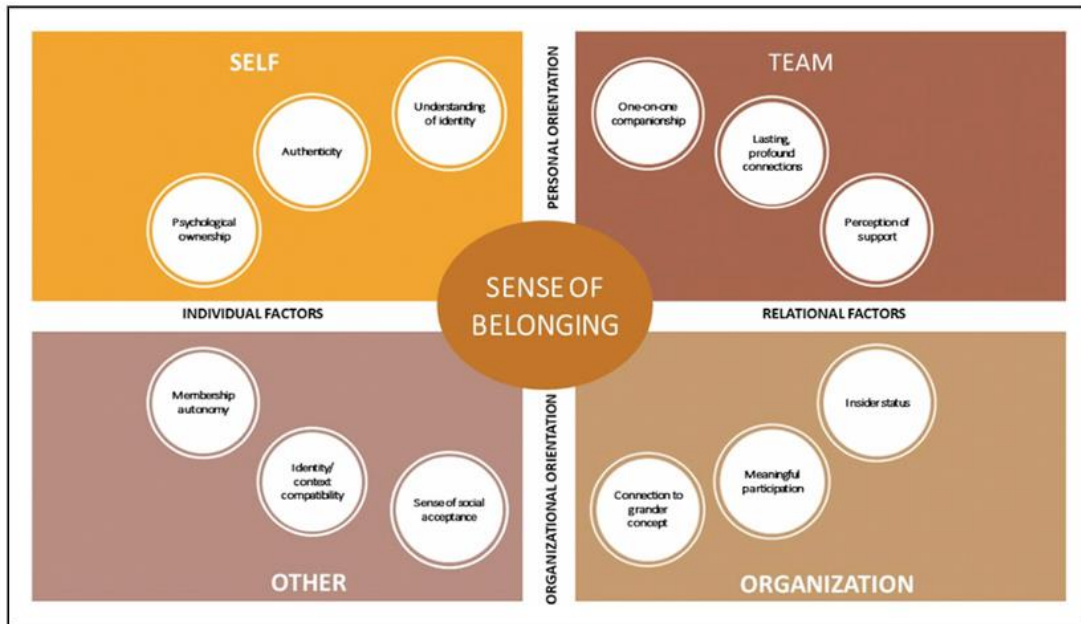 SELF
Understanding
of identity
Authenticity
Psychological
ownership
PERSONAL ORIENTATION
TEAM
One-on-one
companionship
Lasting,
profound
connections
Perception of
support
SENSE OF
BELONGING
INDIVIDUAL FACTORS
RELATIONAL FACTORS
Membership
autonomy
Identity/
context
compatibility
Sense of social
acceptance
OTHER
ORGANIZATIONAL ORIENTATION
Insider status
Meaningful
participation
Connection to
grander
concept
ORGANIZATION